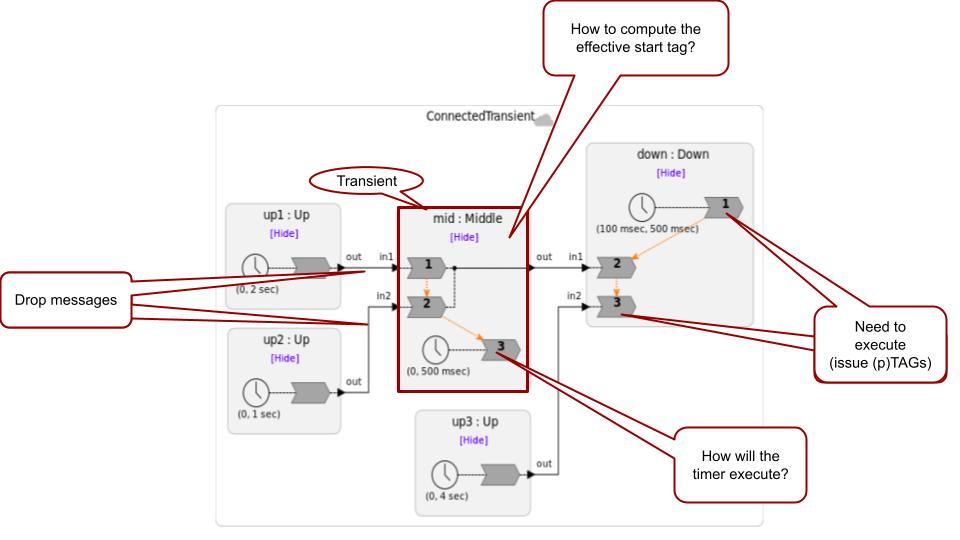 How to compute the
effective start tag?
ConnectedTransient
down : Down
[Hide]
1
(100 msec, 500 msec)
Transient
up1 : Up
[Hide]
(0, 2 sec)
out
in1
mid : Middle
[Hide]
1
out
in1
2
Drop messages
in2
2
in2
3
up2 : Up
[Hide]
(0, 1 sec)
out
3
(0, 500 msec)
Need to
execute
(issue (p)TAGs)
up3 : Up
[Hide]
(0, 4 sec)
out
How will the
timer execute?